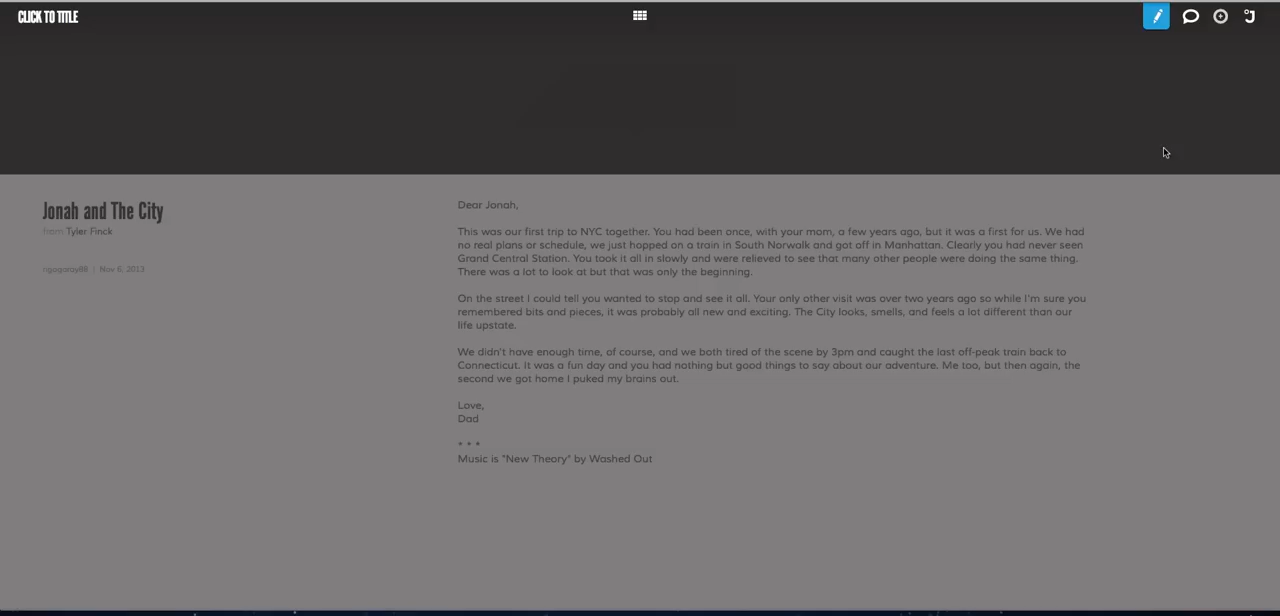 CLICK TO TITLE
Jonah and The City
from Tyler Finck
rigogaray88 | Nov 6, 2013
Dear Jonah,
This was our first trip to NYC together. You had been once, with your mom, a few years ago, but it was a first for us. We had
no real plans or schedule, we just hopped on a train in South Norwalk and got off in Manhattan. Clearly you had never seen
Grand Central Station. You took it all in slowly and were relieved to see that many other people were doing the same thing.
There was a lot to look at but that was only the beginning.
On the street I could tell you wanted to stop and see it all. Your only other visit was over two years ago so while I'm sure you
remembered bits and pieces, it was probably all new and exciting. The City looks, smells, and feels a lot different than our
life upstate.
We didn't have enough time, of course, and we both tired of the scene by 3pm and caught the last off-peak train back to
Connecticut. It was a fun day and you had nothing but good things to say about our adventure. Me too, but then again, the
second we got home I puked my brains out.
Love,
Dad
* * *
Music is "New Theory" by Washed Out